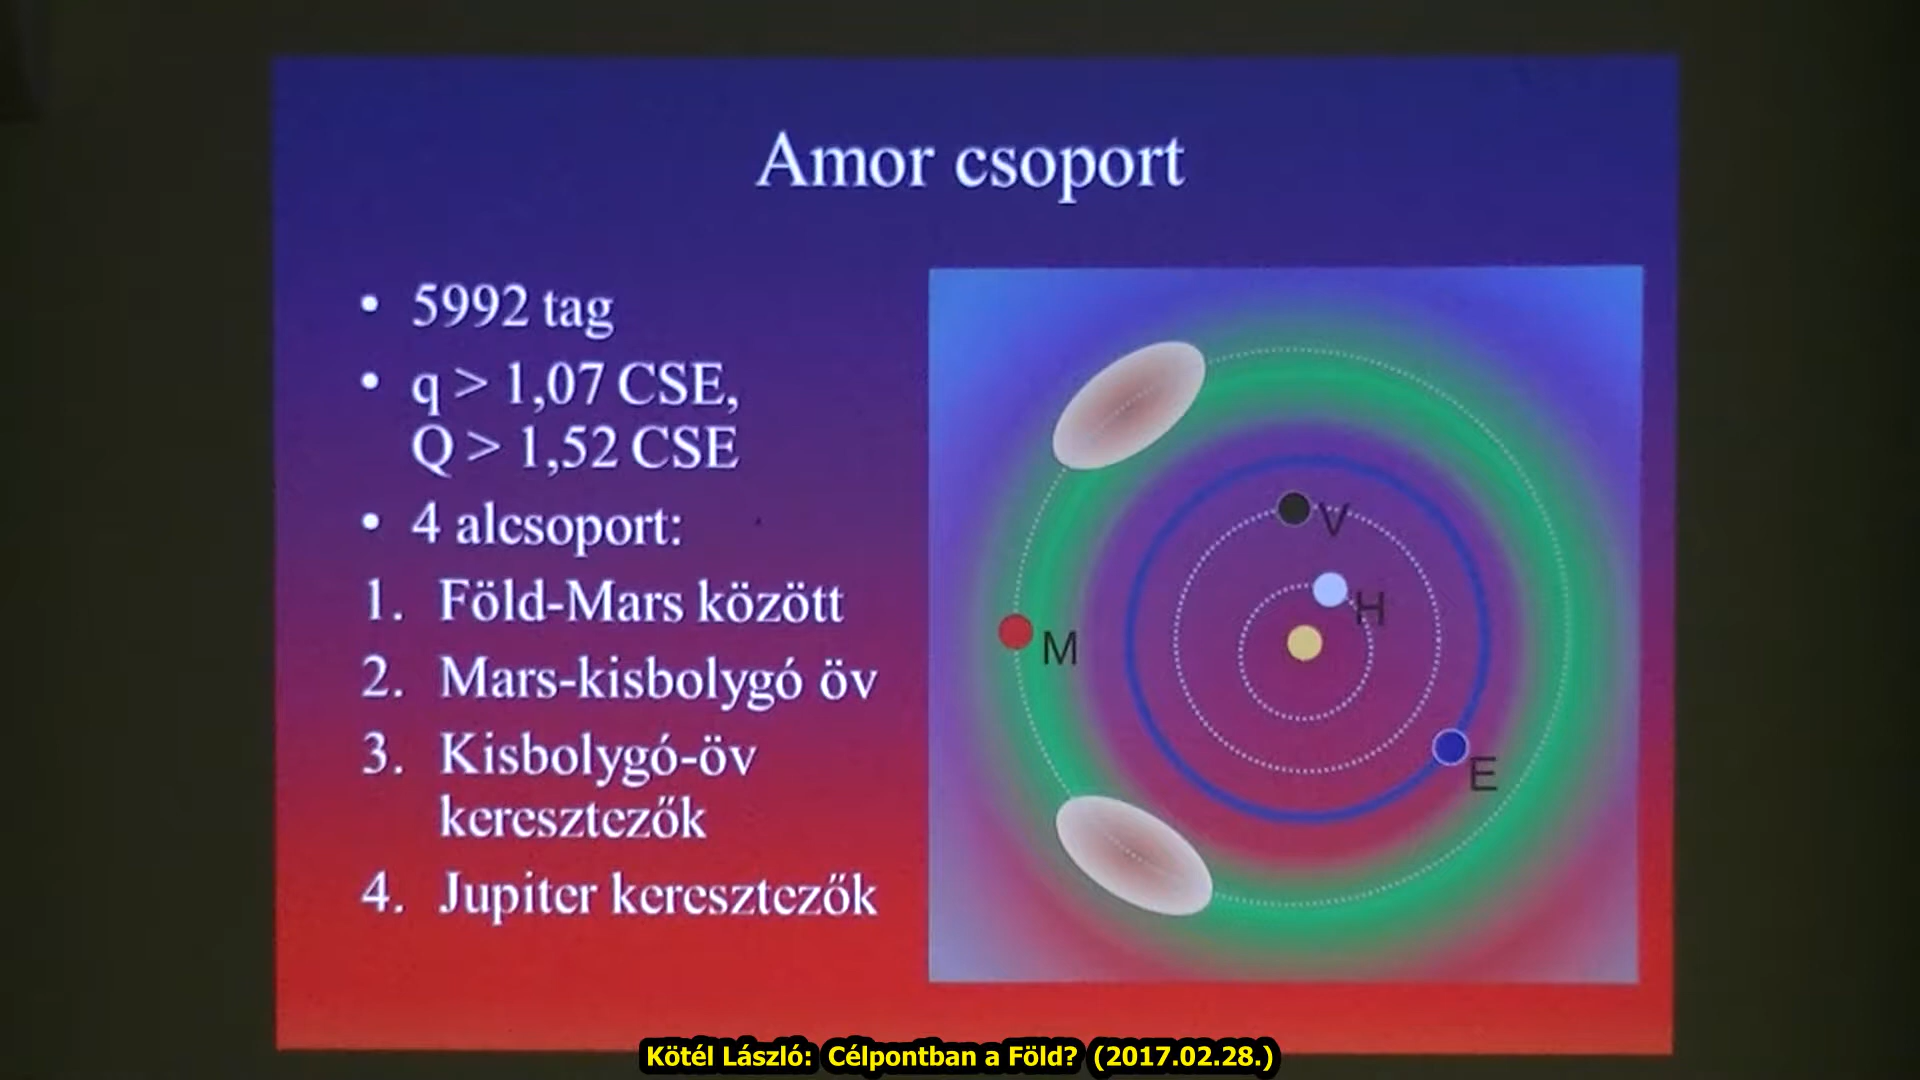 Amor csoport
• 5992 tag
• q > 1,07 CSE,
Q > 1,52 CSE
• 4 alcsoport:
1. Föld-Mars között
2. Mars-kisbolygó öv
3. Kisbolygó-öv
keresztezők
4. Jupiter keresztezők
V
H
M
E
Kötél László: Célpontban a Föld? (2017.02.28.)